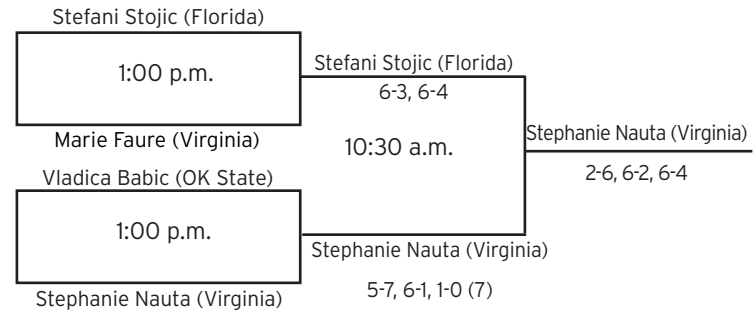 Stefani Stojic (Florida)
1:00 p.m.
Marie Faure (Virginia)
Vladica Babic (OK State)
1:00 p.m.
Stephanie Nauta (Virginia)
Stefani Stojic (Florida)
6-3, 6-4
10:30 a.m.
Stephanie Nauta (Virginia)
5-7, 6-1, 1-0 (7)
Stephanie Nauta (Virginia)
2-6, 6-2, 6-4